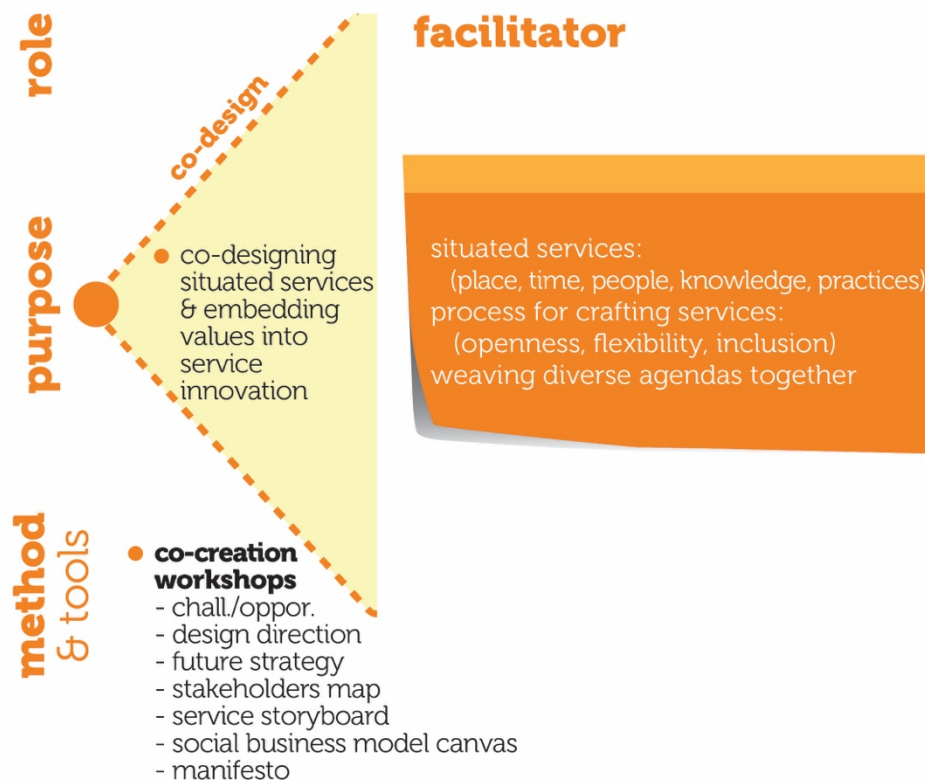 role
facilitator
co-design
purpose
co-designing
situated services
& embedding
values into
service
innovation
situated services:
(place, time, people, knowledge, practices)
process for crafting services:
(openness, flexibility, inclusion)
weaving diverse agendas together
method
& tools
co-creation
workshops
- chall./oppor.
- design direction
- future strategy
- stakeholders map
- service storyboard
- social business model canvas
- manifesto